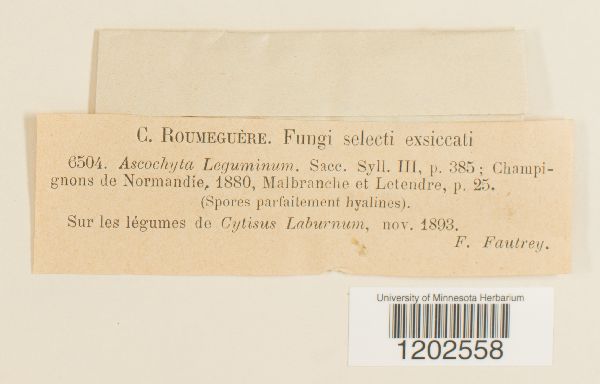 C. ROUMEGUÈRE. Fungi selecti exsiccati
6504. Ascochyta Leguminum. Sacc. Syll. III, p. 385 ; Champi-
gnons de Normandie, 1880, Malbranche et Letendre, p. 25.
(Spores parfaitement hyalines).
Sur les légumes de Cytisus Laburnum, nov. 1893.
F. Fautrey.
University of Minnesota Herbarium
1202558